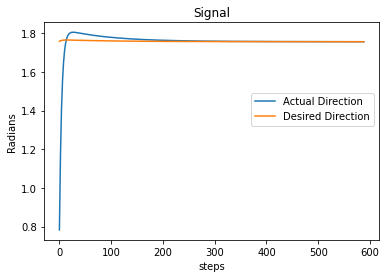 Signal
1.8
1.6
1.4
1.2
1.0
0.8
Radians
Actual Direction
Desired Direction
0 100 200 300 400 500 600
steps